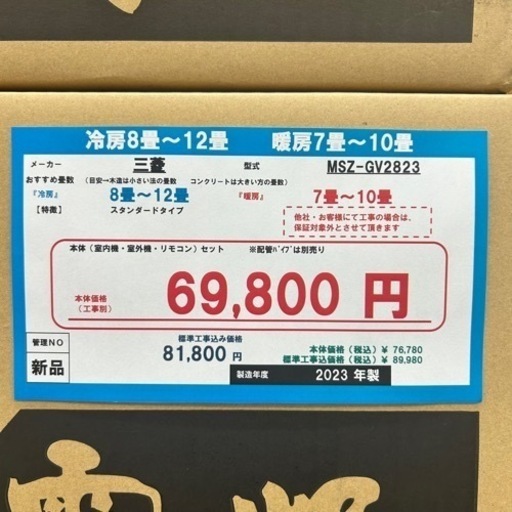 冷房8畳～12畳 暖房7畳～10畳
メーカー 三菱 型式 MSZ-GV2823
おすすめ畳数 (目安→木造は小さい法の畳数 コンクリートは大きい方の畳数)
『冷房』 8畳～12畳 『暖房』 7畳～10畳
【特徴】 スタンダードタイプ
他社・お客様にて工事の場合は、
保証対象外とさせて頂きます
本体（室内機・室外機・リモコン）セット ※配管ﾊﾟｲﾌﾟは別売り
本体価格
(工事別)
69,800 円
管理NO
新品
標準工事込み価格
81,800 円
本体価格（税込）¥ 76,780
標準工事込価格（税込）¥ 89,980
製造年度 2023 年製